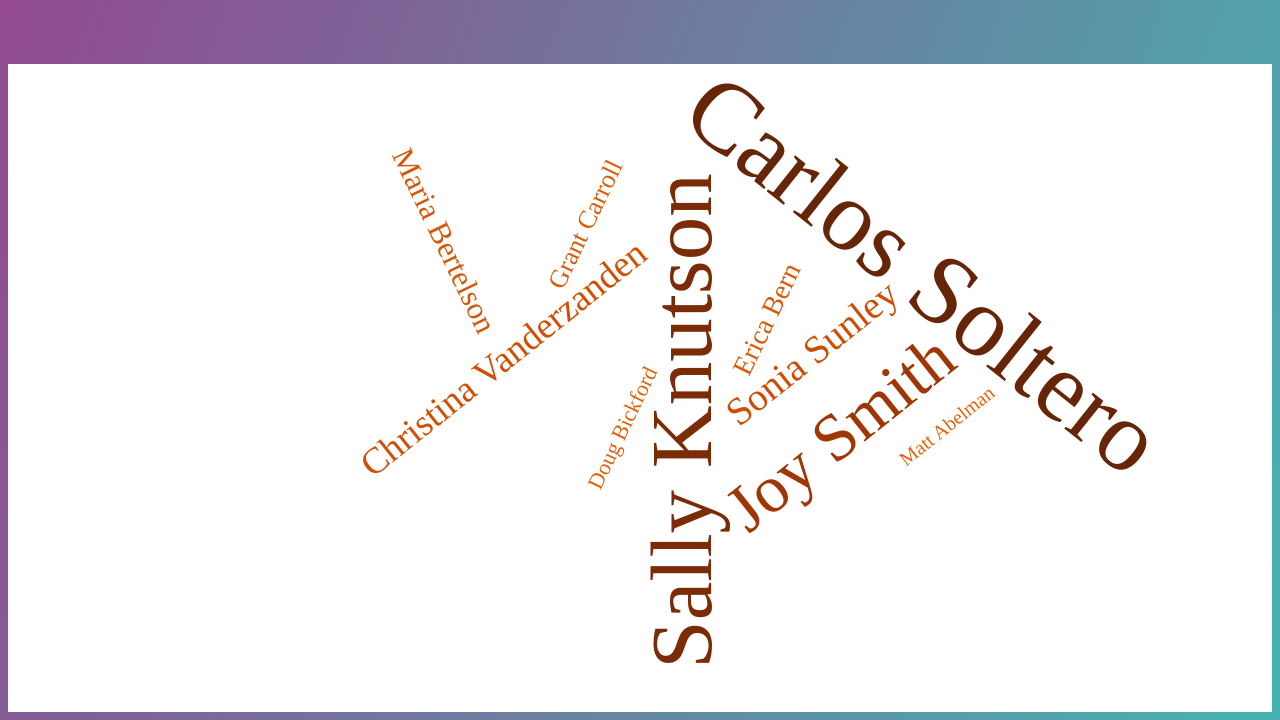 Carlos Soltero
Maria Bertelson
Grant Carroll
Sally Knutson
Christina Vanderzanden
Erica Bern
Sonia Sunley
Joy Smith
Doug Bickford
Matt Abelman